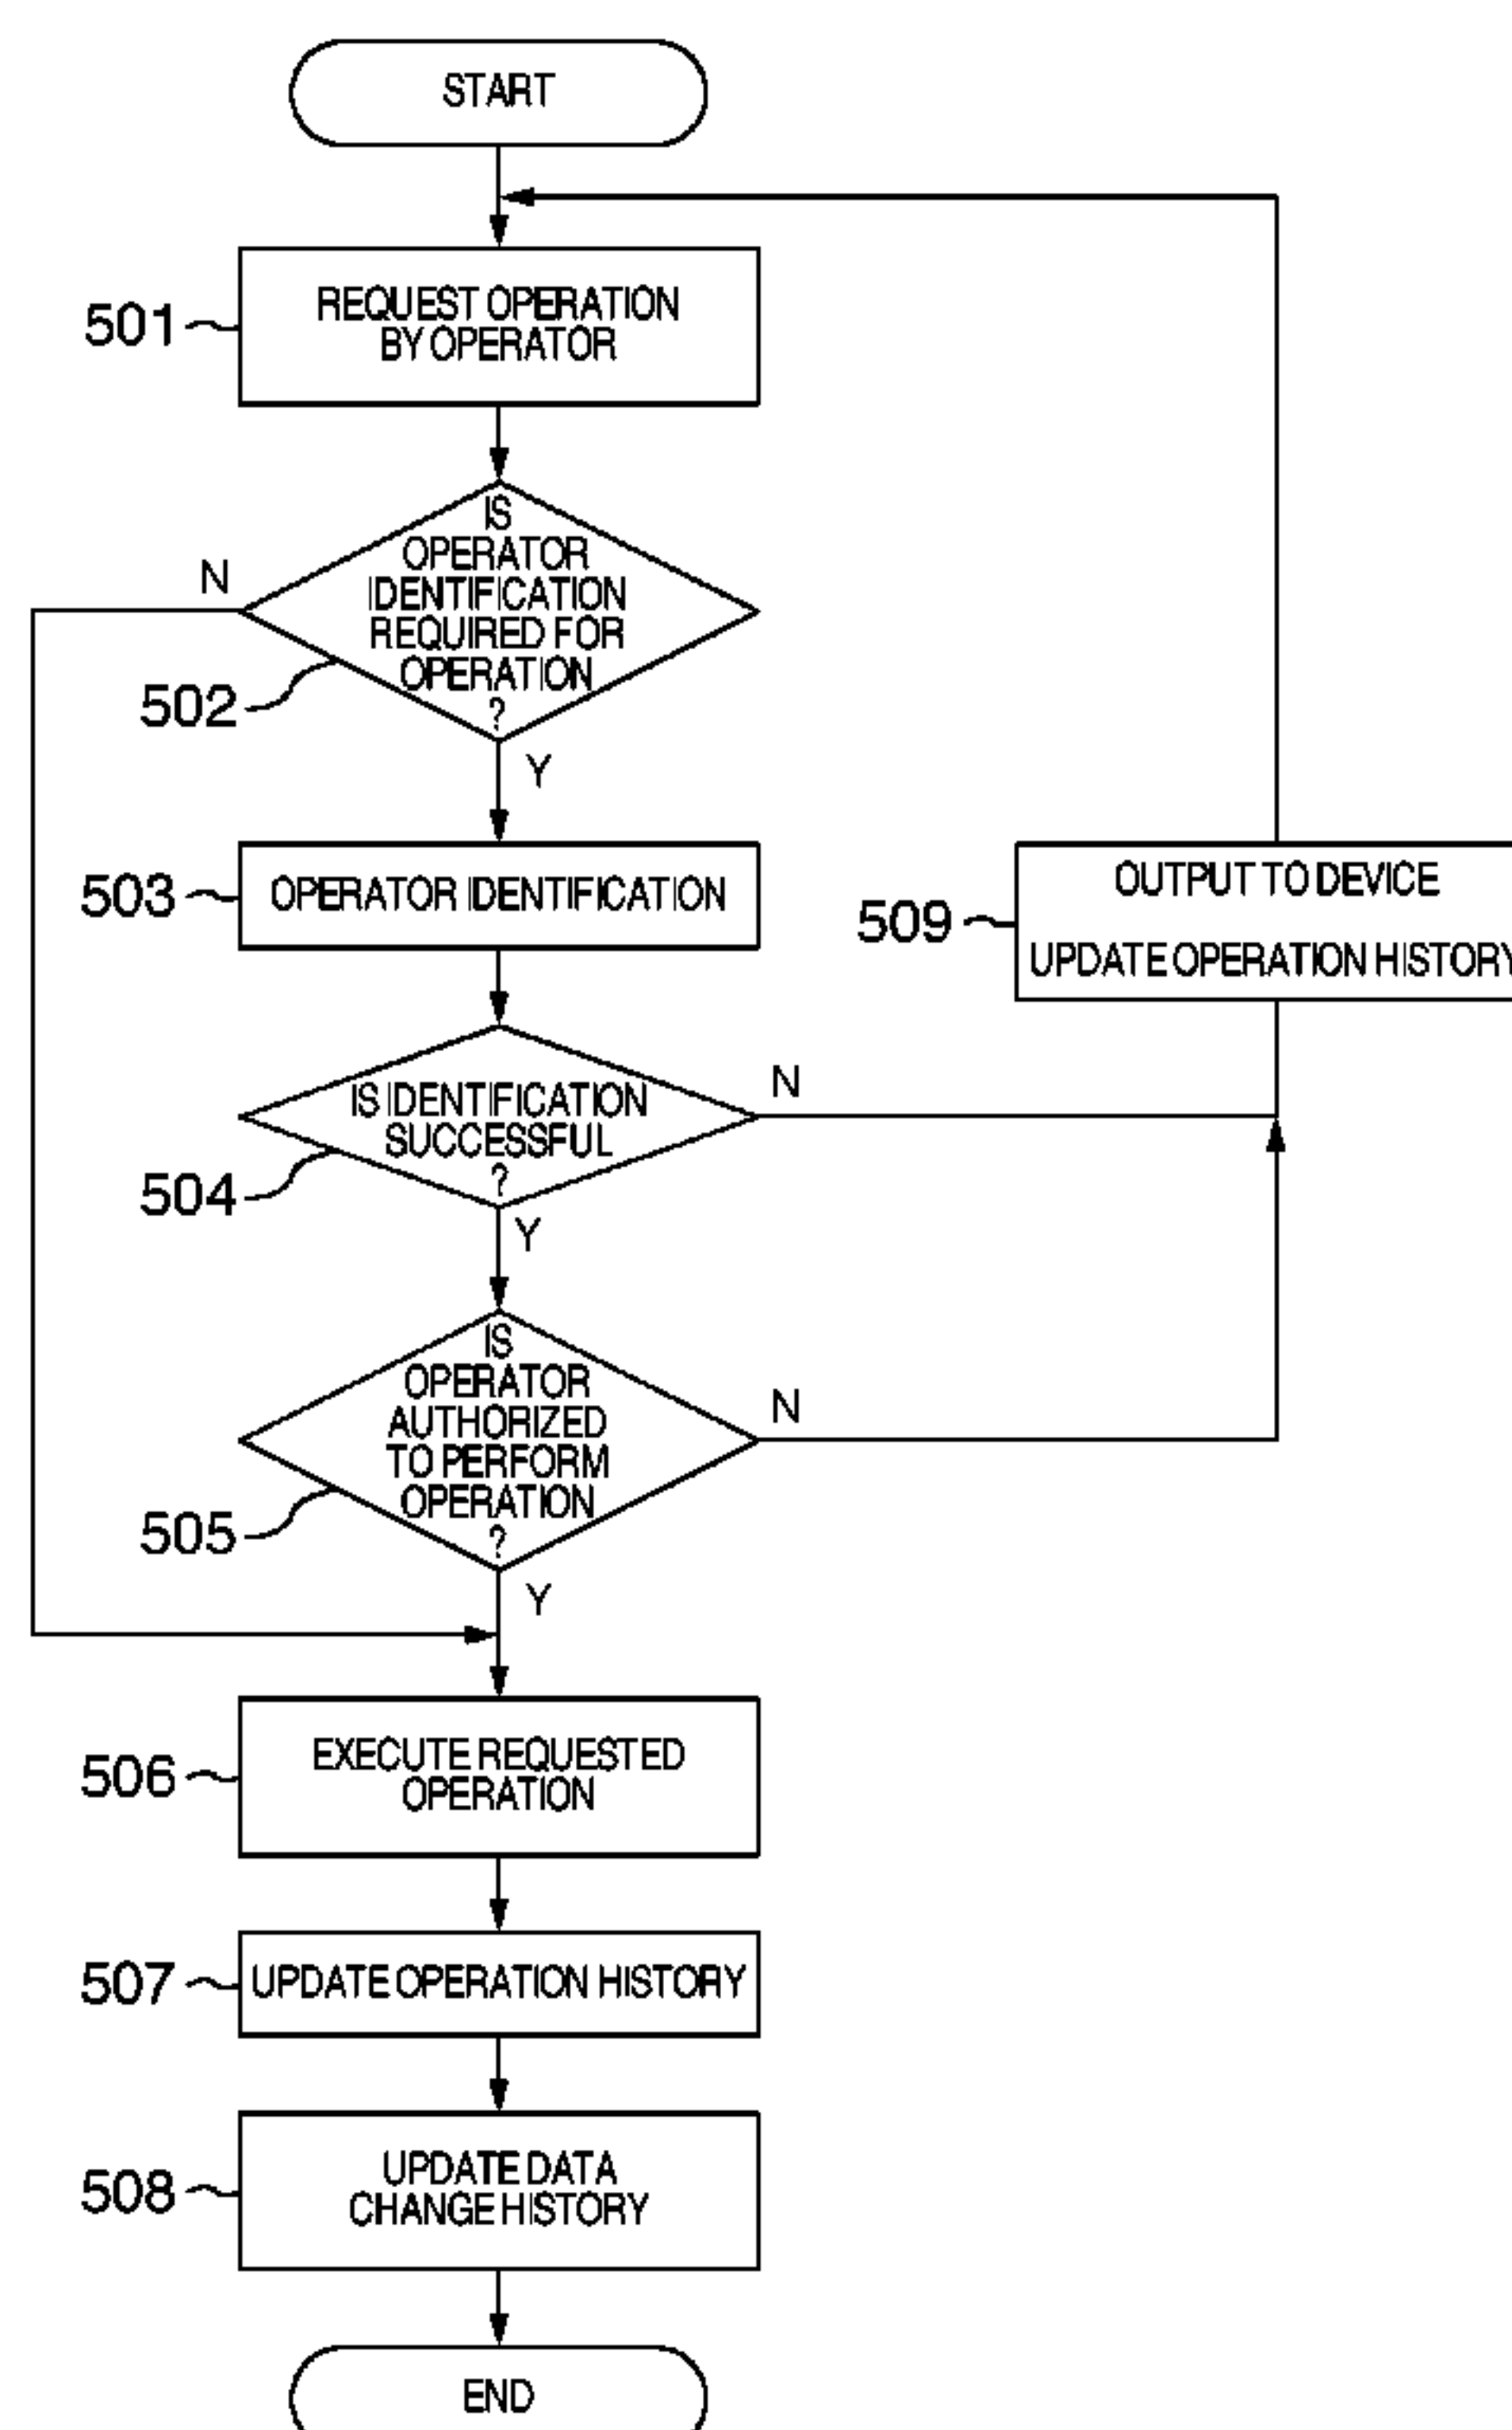 START
501
REQUEST OPERATION
BY OPERATOR
N
IS
OPERATOR
IDENTIFICATION
REQUIRED FOR
OPERATION
?
502
Y
503
OPERATOR IDENTIFICATION
509
OUTPUT TO DEVICE
UPDATE OPERATION HISTORY
IS IDENTIFICATION
SUCCESSFUL
?
N
504
Y
IS
OPERATOR
AUTHORIZED
TO PERFORM
OPERATION
?
N
505
Y
506
EXECUTE REQUESTED
OPERATION
507
UPDATE OPERATION HISTORY
508
UPDATE DATA
CHANGE HISTORY
END